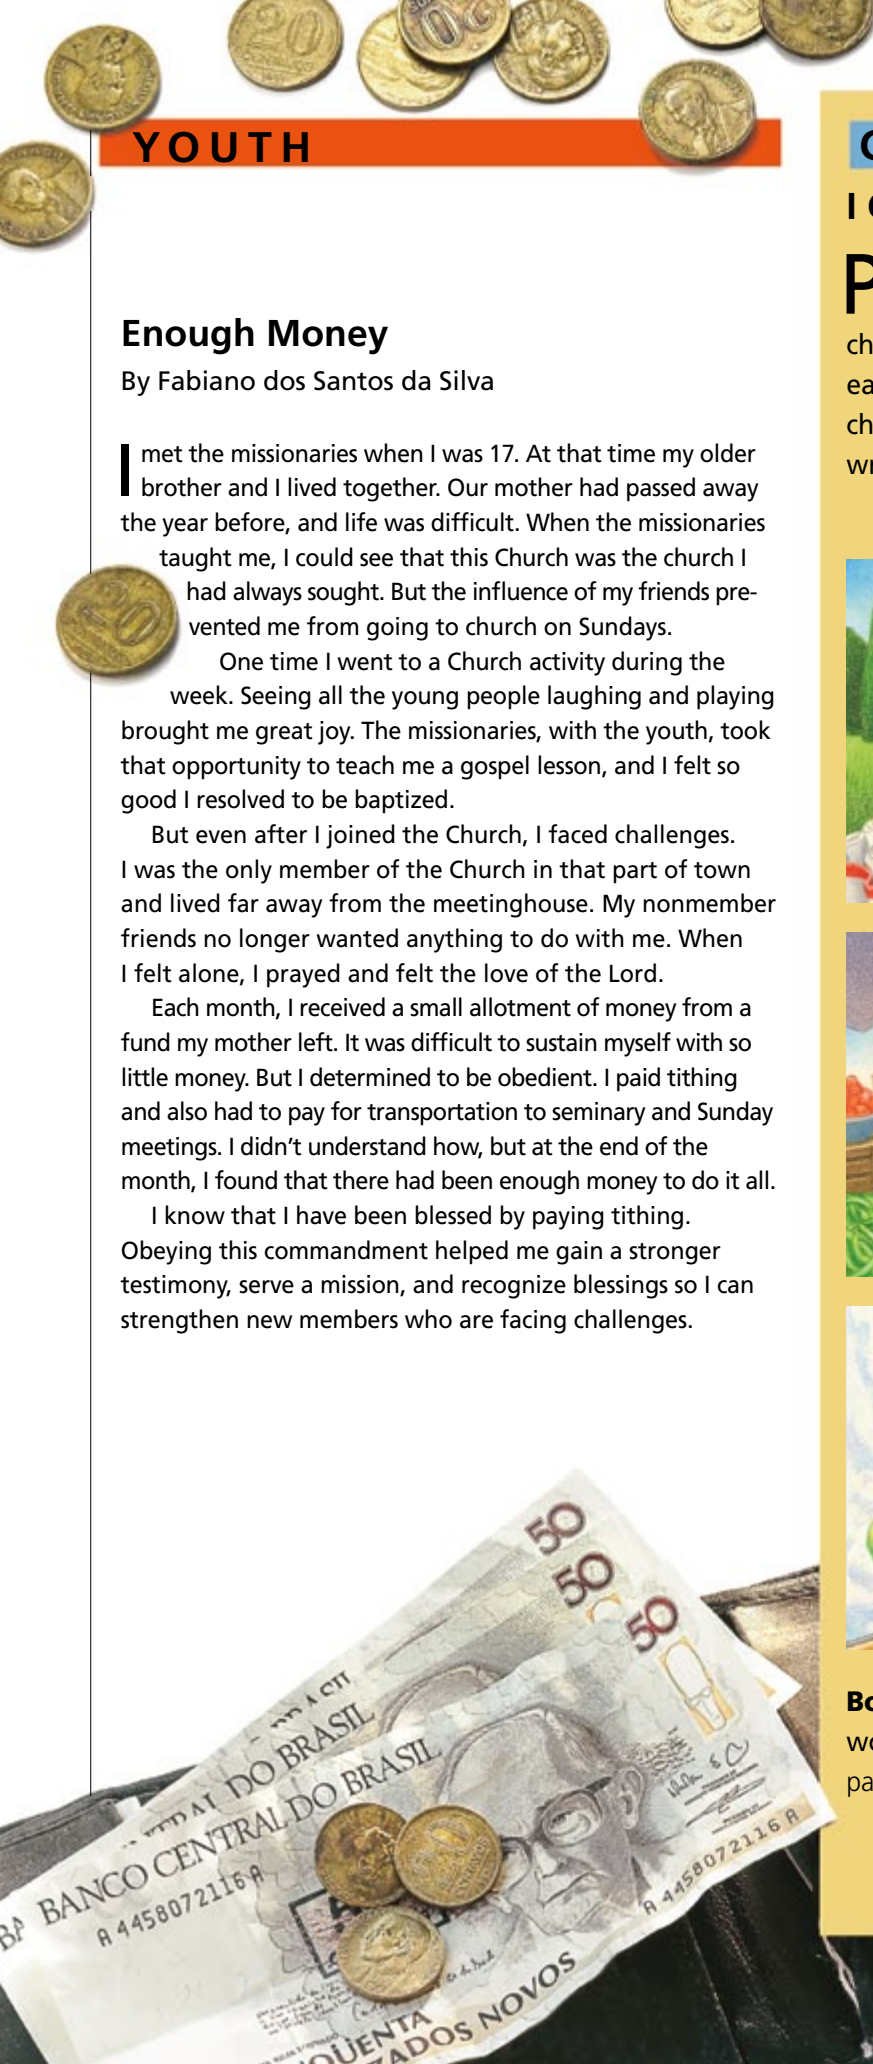 YOUTH
Enough Money
By Fabiano dos Santos da Silva
I met the missionaries when I was 17. At that time my older
brother and I lived together. Our mother had passed away
the year before, and life was difficult. When the missionaries
taught me, I could see that this Church was the church I
had always sought. But the influence of my friends pre-
vented me from going to church on Sundays.
One time I went to a Church activity during the
week. Seeing all the young people laughing and playing
brought me great joy. The missionaries, with the youth, took
that opportunity to teach me a gospel lesson, and I felt so
good I resolved to be baptized.
But even after I joined the Church, I faced challenges.
I was the only member of the Church in that part of town
and lived far away from the meetinghouse. My nonmember
friends no longer wanted anything to do with me. When
I felt alone, I prayed and felt the love of the Lord.
Each month, I received a small allotment of money from a
fund my mother left. It was difficult to sustain myself with so
little money. But I determined to be obedient. I paid tithing
and also had to pay for transportation to seminary and Sunday
meetings. I didn’t understand how, but at the end of the
month, I found that there had been enough money to do it all.
I know that I have been blessed by paying tithing.
Obeying this commandment helped me gain a stronger
testimony, serve a mission, and recognize blessings so I can
strengthen new members who are facing challenges.
20
20
20
50
50
50
BRASIL
DO BRASIL
BANCO CENTRAL DO BRASIL
A 4458072116 A
20
A 4458072116 A
NOVOS
I
P
ch
ea
ch